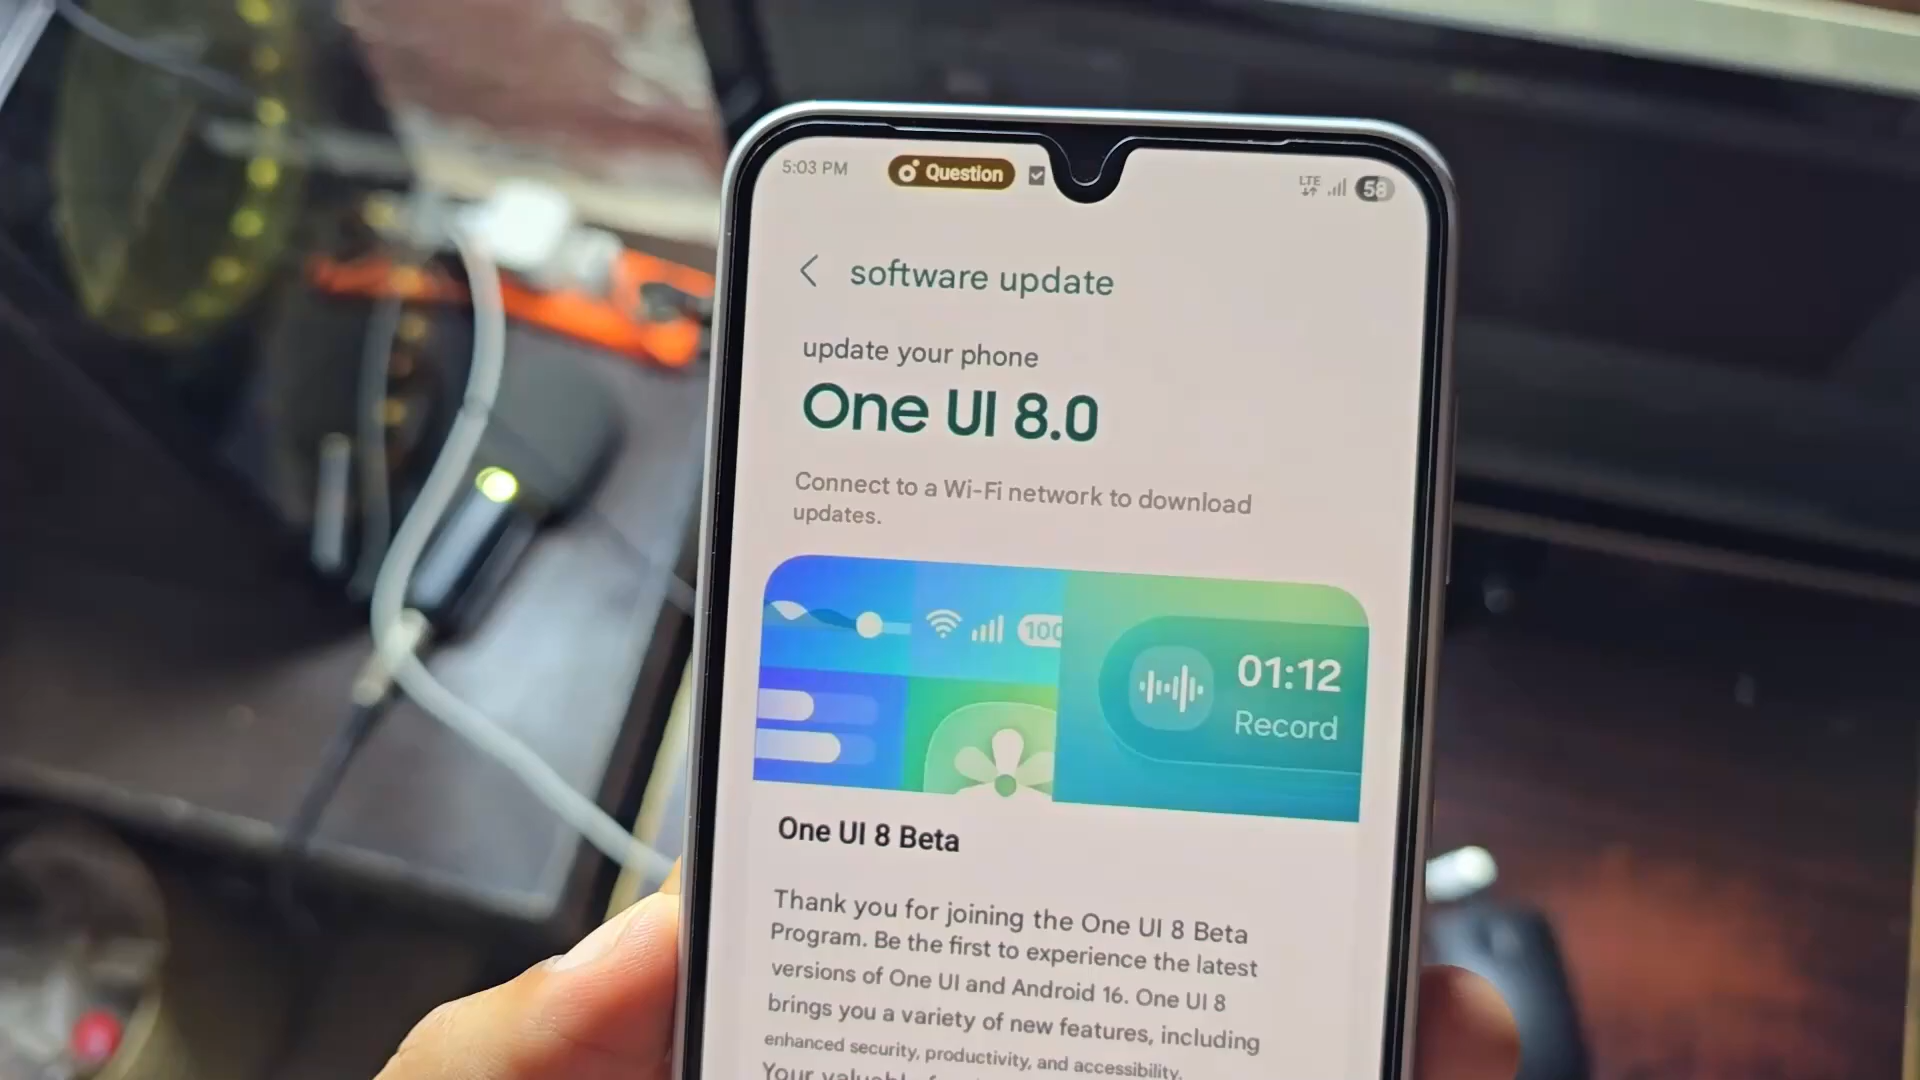 5:03 PM
Question
LTE
58
software update
update your phone
One UI 8.0
Connect to a Wi-Fi network to download
updates.
100
01:12
Record
One UI 8 Beta
Thank you for joining the One UI 8 Beta
Program. Be the first to experience the latest
versions of One UI and Android 16. One UI 8
brings you a variety of new features, including
enhanced security, productivity, and accessibility.
Your